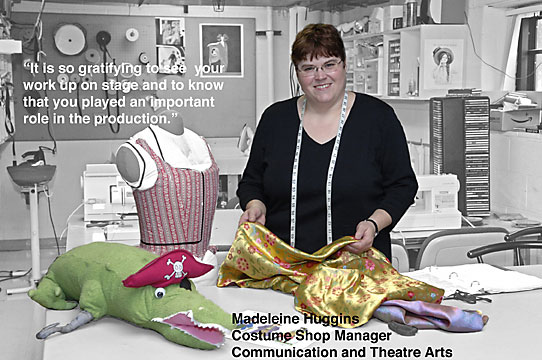 “It is so gratifying to see your
work up on stage and to know
that you played an important
role in the production.”
Madeleine Huggins
Costume Shop Manager
Communication and Theatre Arts